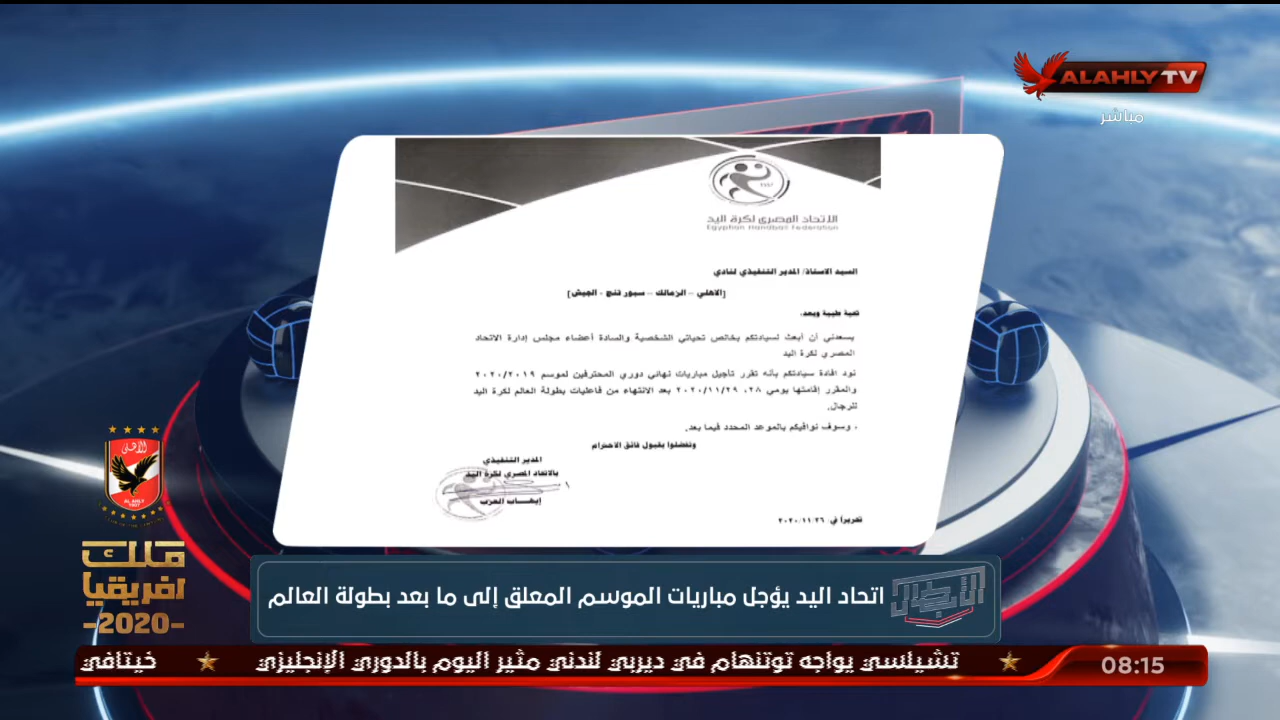 ALAHLY TV
مباشر
الاتحاد المصري لكرة اليد
Egyptian Handball Federation
السيد الاستاذ/ المدير التنفيذي لنادي
[الاهلي – الزمالك – سبورتنج - الجيش]
تحية طيبة وبعد،
يسعدني أن أبعث لسيادتكم بخالص تحياتي الشخصية والسادة أعضاء مجلس إدارة الاتحاد
المصري لكرة اليد
نود افادة سيادتكم بأنه تقرر تأجيل مباريات نهائي دوري المحترفين لموسم ٢٠٢٠/٢٠١٩
والمقرر إقامتها يومي ٢٨، ٢٠٢٠/١١/٢٩ بعد الانتهاء من فاعليات بطولة العالم لكرة اليد
للرجال.
، وسوف نوافيكم بالموعد المحدد فيما بعد.
وتفضلوا بقبول فائق الاحترام
المدير التنفيذي
بالاتحاد المصري لكرة اليد
إيهاب العزب
تحريراً في: ٢٠٢٠/١١/٢٦
الأهلي
AL AHLY
1907
ملك
افريقيا
-2020-
الأبطال
اتحاد اليد يؤجل مباريات الموسم المعلق إلى ما بعد بطولة العالم
08:15
تشيلسي يواجه توتنهام في ديربي لندني مثير اليوم بالدوري الإنجليزي
خيتافي